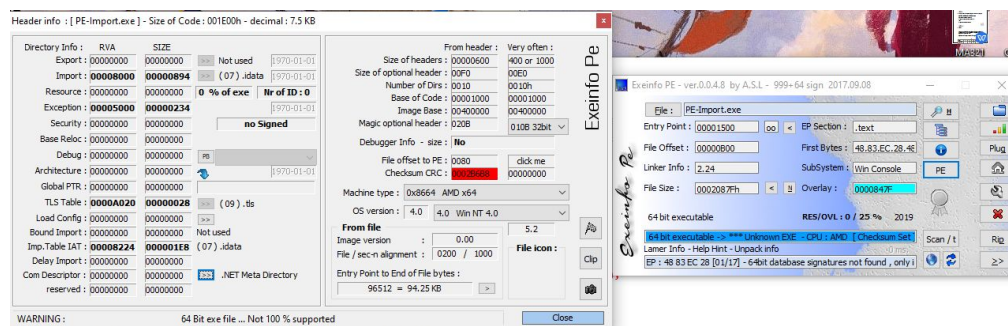 Header info : [ PE-Import.exe ] - Size of Code : 001E00h - decimal : 7.5 KB
Directory Info : RVA SIZE
Export : 00000000 00000000 >> Not used 1970-01-01
Import : 00008000 00000894 >> ( 07 ) .idata 1970-01-01
Resource : 00000000 00000000 0 % of exe Nr of ID : 0
Exception : 00005000 00000234 1970-01-01
Security : 00000000 00000000 no Signed
Base Reloc : 00000000 00000000
Debug : 00000000 00000000
Architecture : 00000000 00000000 1970-01-01
Global PTR : 00000000 00000000
TLS Table : 0000A020 00000028 >> ( 09 ) .tls
Load Config : 00000000 00000000 >>
Bound Import : 00000000 00000000 Not used
Imp.Table IAT : 00008224 000001E8 ( 07 ) .idata
Delay Import : 00000000 00000000
Com Descriptor : 00000000 00000000 >> .NET Meta Directory
reserved : 00000000 00000000
From header : Very often :
Size of headers : 00000600 400 or 1000
Size of optional header : 00F0 00E0
Number of Dirs : 0010 0010h
Base of Code : 00001000 00001000
Image Base : 00400000 00400000
Magic optional header : 020B 010B 32bit
Debugger Info - size : No
File offset to PE : 0080 click me
Checksum CRC : 00000000
Machine type : 0x8664 AMD x64
OS version : 4.0 4.0 Win NT 4.0
From file 5.2
Image version : 0.00 File icon :
File / sec-n alignment : 0200 / 1000
Entry Point to End of File bytes :
96512 = 94.25 KB >
Exeinfo Pe
Clip
WARNING : 64 Bit exe file ... Not 100 % supported Close
MA821
Exeinfo PE - ver.0.0.4.8 by A.S.L - 999+64 sign 2017.09.08
File : PE-Import.exe
Entry Point : 00001500 oo < EP Section : .text
File Offset : 00000B00 First Bytes : 48.83.EC.28.48 Plug
Linker Info : 2.24 SubSystem : Win Console PE
File Size : 0002087Fh < N Overlay : 0000847F
64 bit executable RES/OVL : 0 / 25 % 2019
64 bit executable -> *** Unknown EXE - CPU : AMD [ Checksum Set Scan / t Rip
Lamer Info - Help Hint - Unpack info
EP : 48 83 EC 28 [01/17] - 64bit database signatures not found , only i >>
Exeinfo Pe